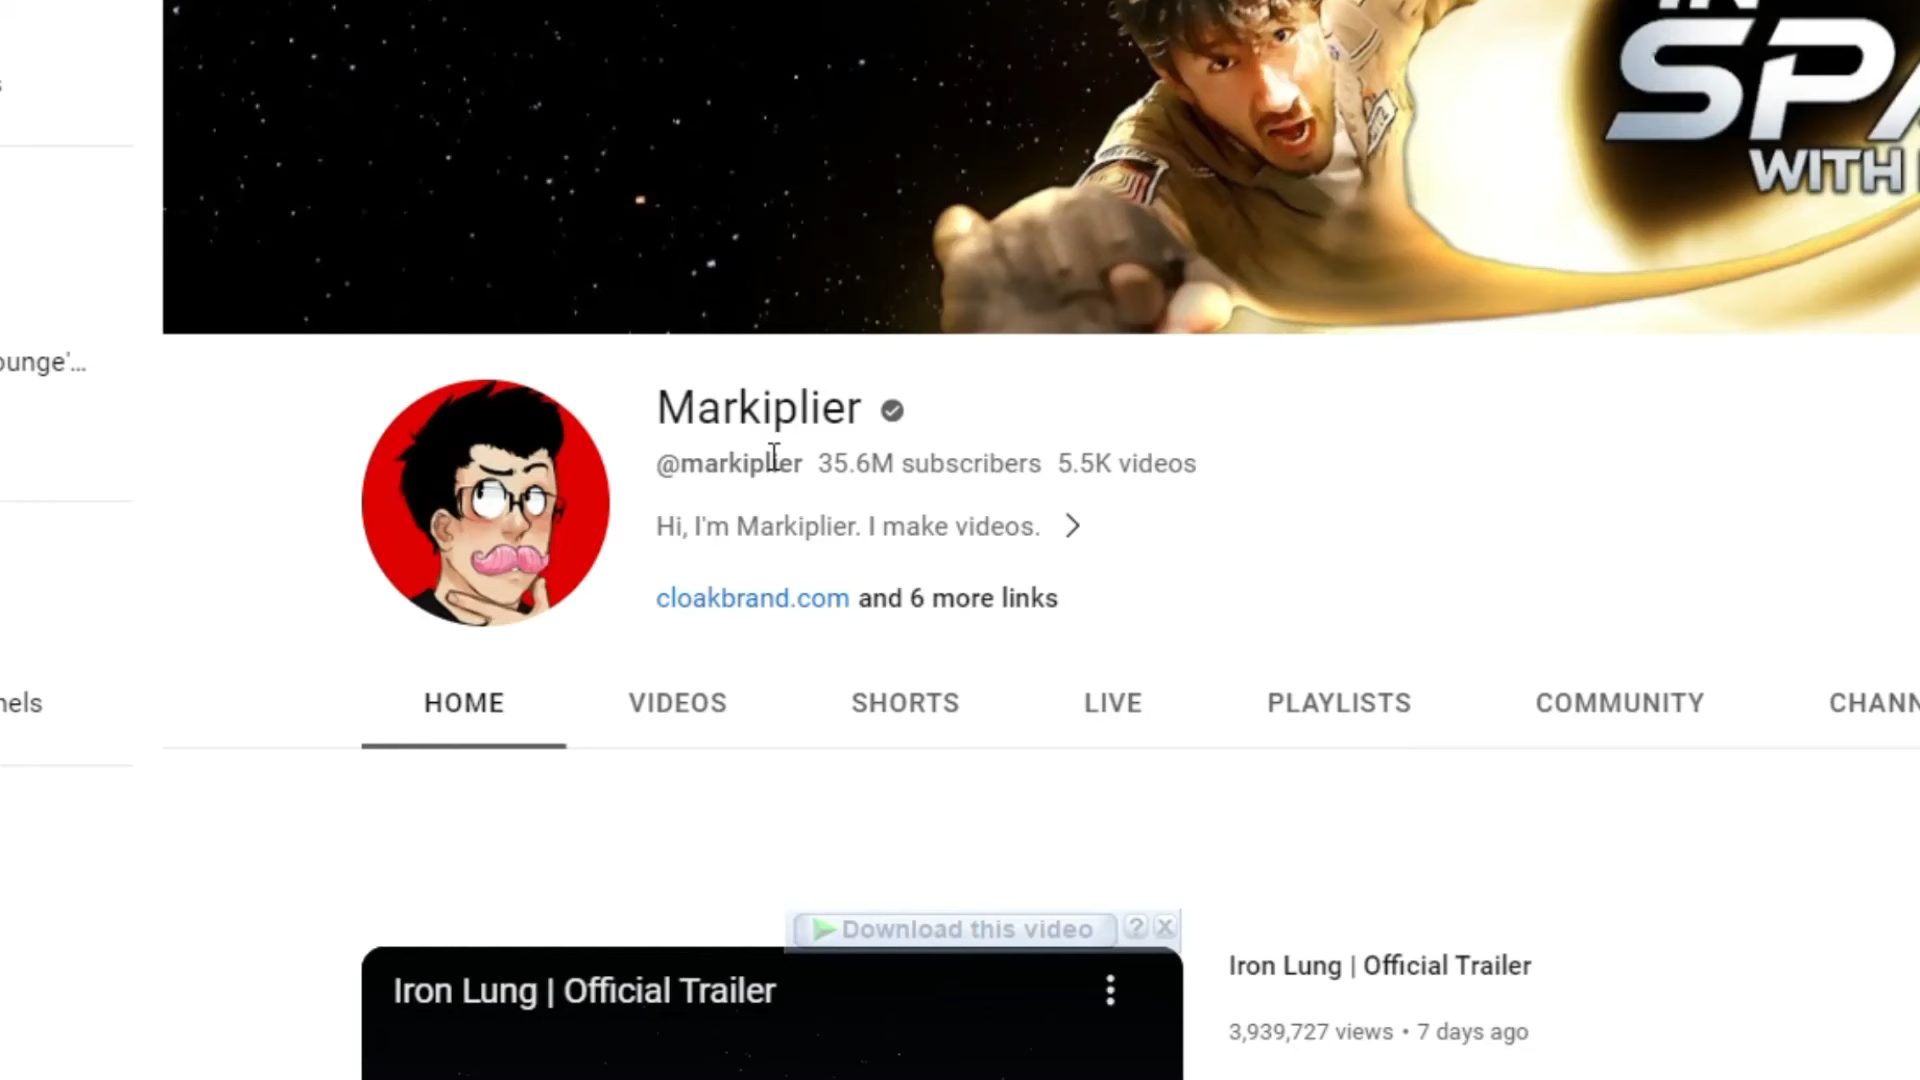 IN
SPA
WITH
ounge'...
Markiplier
@markiplier 35.6M subscribers 5.5K videos
Hi, I'm Markiplier. I make videos.
cloakbrand.com and 6 more links
nels
HOME VIDEOS SHORTS LIVE PLAYLISTS COMMUNITY CHANN
Download this video ? X
Iron Lung | Official Trailer
Iron Lung | Official Trailer
3,939,727 views • 7 days ago